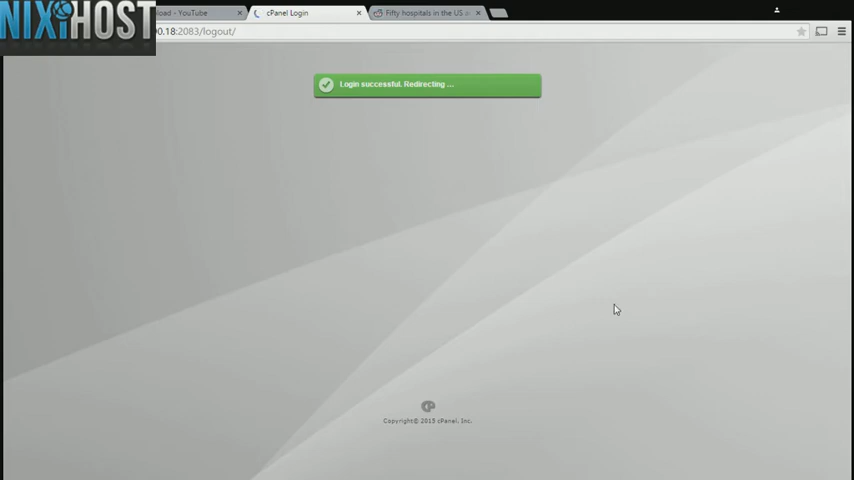 NIXIHOST
oad - YouTube
cPanel Login
Fifty hospitals in the US
0.18:2083/logout/
Login successful. Redirecting ...
Copyright© 2015 cPanel, Inc.